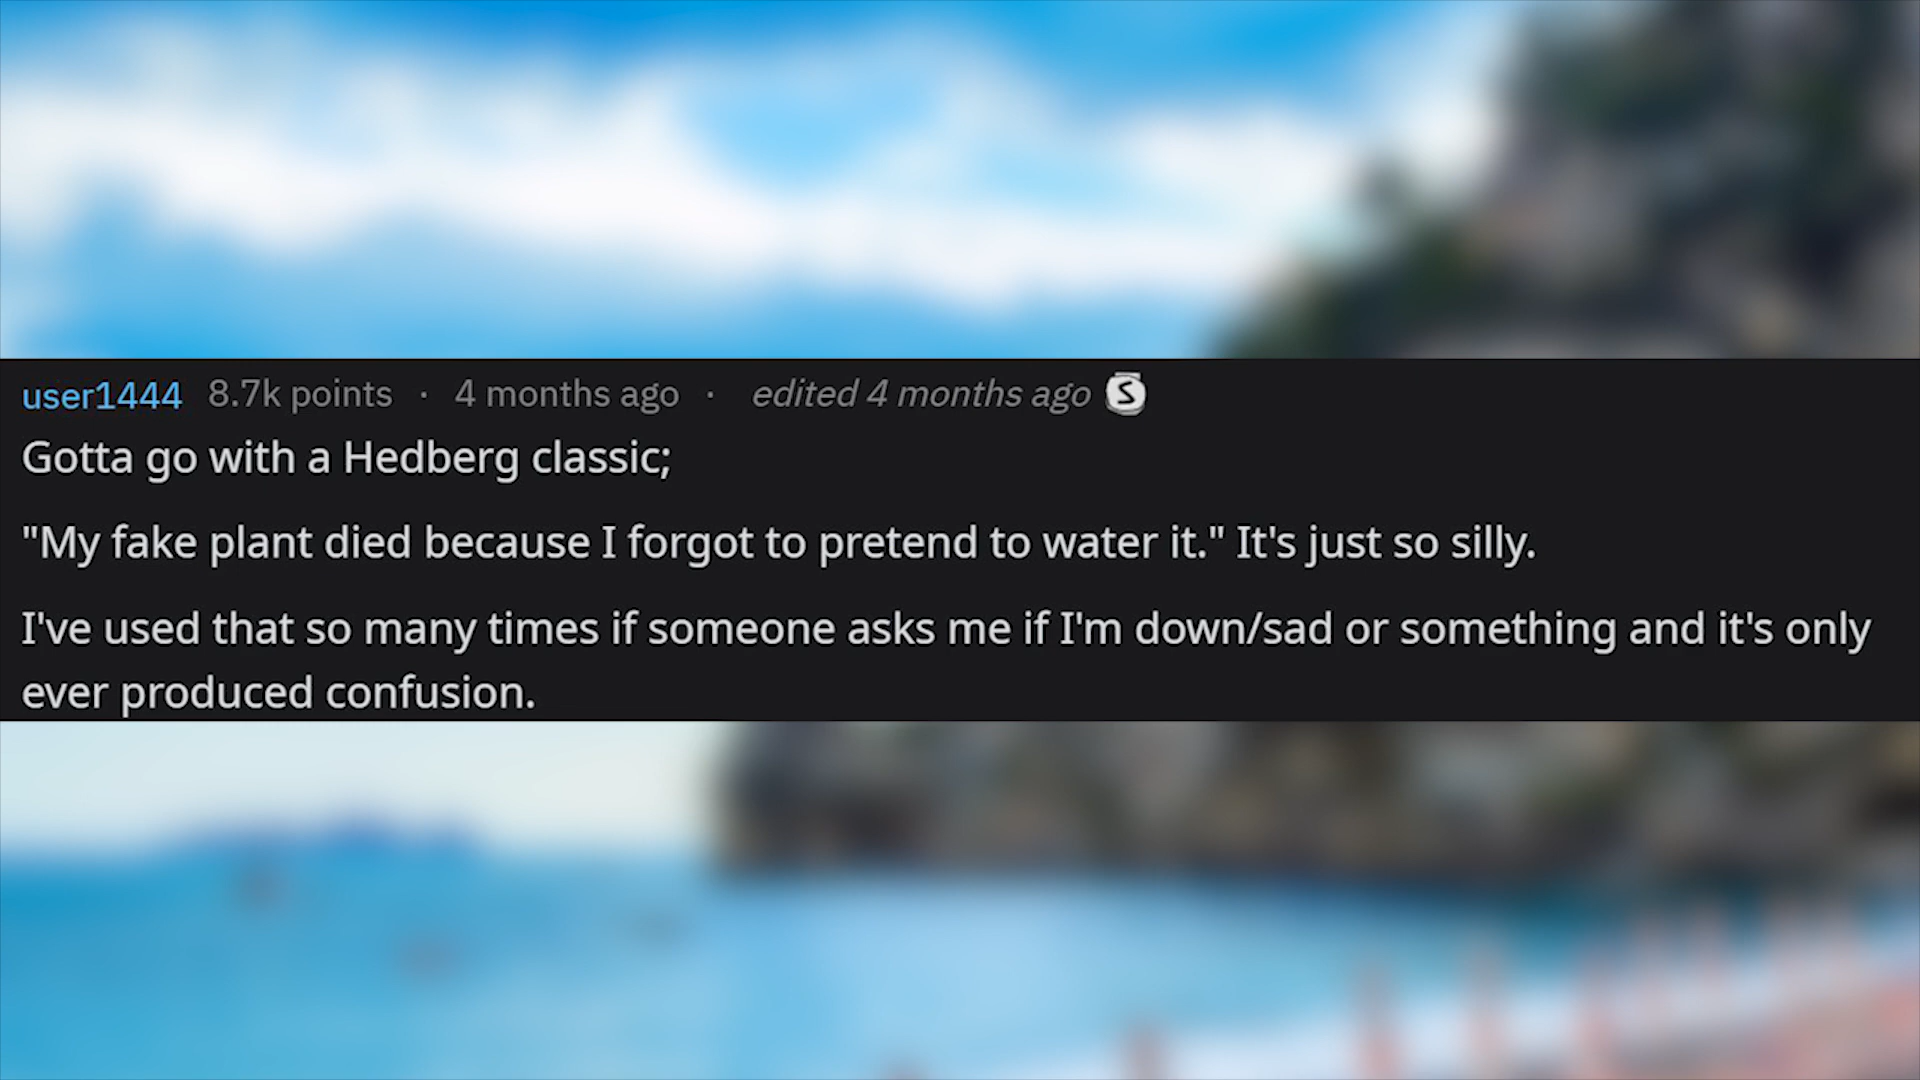 user1444 8.7k points · 4 months ago · edited 4 months ago S
Gotta go with a Hedberg classic;
"My fake plant died because I forgot to pretend to water it." It's just so silly.
I've used that so many times if someone asks me if I'm down/sad or something and it's only
ever produced confusion.